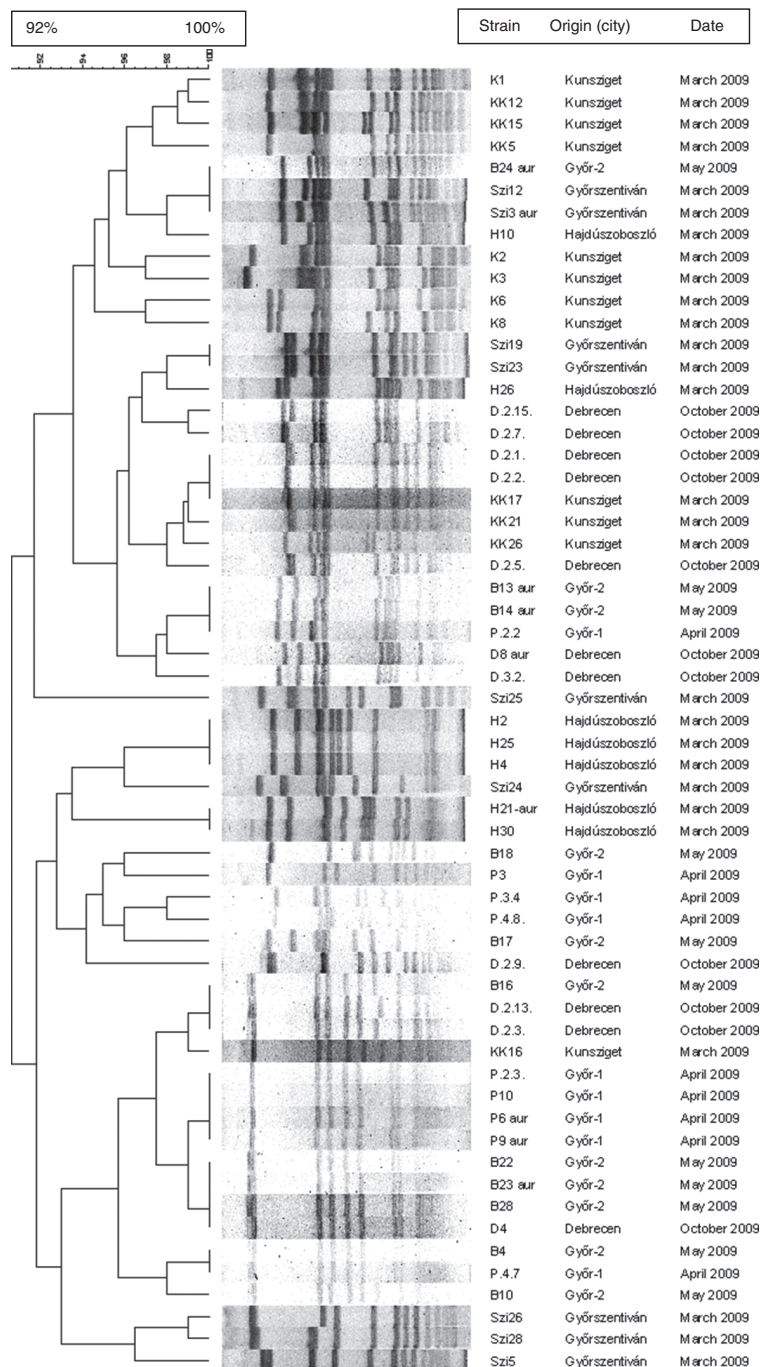 92% 100%
Strain Origin (city) Date
92 94 96 98 100
K1 Kunsziget March 2009
KK12 Kunsziget March 2009
KK15 Kunsziget March 2009
KK5 Kunsziget March 2009
B24 aur Győr-2 May 2009
Szi12 Győrszentiván March 2009
Szi3 aur Győrszentiván March 2009
H10 Hajdúszoboszló March 2009
K2 Kunsziget March 2009
K3 Kunsziget March 2009
K6 Kunsziget March 2009
K8 Kunsziget March 2009
Szi19 Győrszentiván March 2009
Szi23 Győrszentiván March 2009
H26 Hajdúszoboszló March 2009
D.2.15. Debrecen October 2009
D.2.7. Debrecen October 2009
D.2.1. Debrecen October 2009
D.2.2. Debrecen October 2009
KK17 Kunsziget March 2009
KK21 Kunsziget March 2009
KK26 Kunsziget March 2009
D.2.5. Debrecen October 2009
B13 aur Győr-2 May 2009
B14 aur Győr-2 May 2009
P.2.2 Győr-1 April 2009
D8 aur Debrecen October 2009
D.3.2. Debrecen October 2009
Szi25 Győrszentiván March 2009
H2 Hajdúszoboszló March 2009
H25 Hajdúszoboszló March 2009
H4 Hajdúszoboszló March 2009
Szi24 Győrszentiván March 2009
H21-aur Hajdúszoboszló March 2009
H30 Hajdúszoboszló March 2009
B18 Győr-2 May 2009
P3 Győr-1 April 2009
P.3.4 Győr-1 April 2009
P.4.8. Győr-1 April 2009
B17 Győr-2 May 2009
D.2.9. Debrecen October 2009
B16 Győr-2 May 2009
D.2.13. Debrecen October 2009
D.2.3. Debrecen October 2009
KK16 Kunsziget March 2009
P.2.3. Győr-1 April 2009
P10 Győr-1 April 2009
P6 aur Győr-1 April 2009
P9 aur Győr-1 April 2009
B22 Győr-2 May 2009
B23 aur Győr-2 May 2009
B28 Győr-2 May 2009
D4 Debrecen October 2009
B4 Győr-2 May 2009
P.4.7 Győr-1 April 2009
B10 Győr-2 May 2009
Szi26 Győrszentiván March 2009
Szi28 Győrszentiván March 2009
Szi5 Győrszentiván March 2009